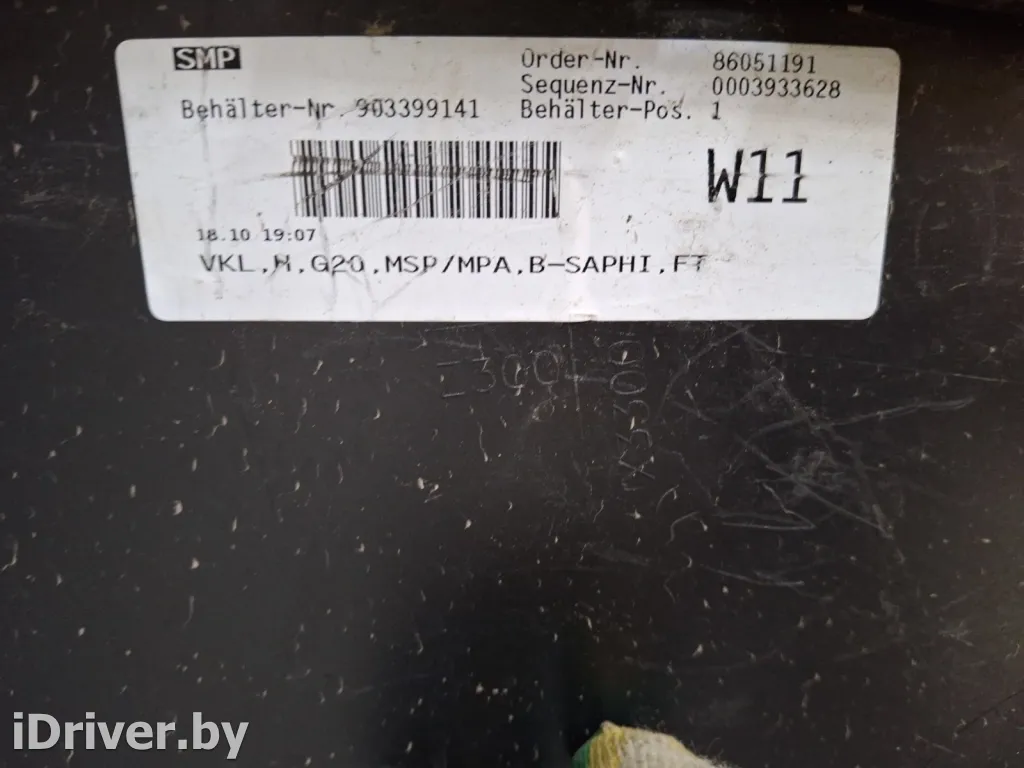 SMP
Order-Nr. 86051191
Sequenz-Nr. 0003933628
Behälter-Nr. 903399141 Behälter-Pos. 1
W11
18.10 19:07
VKL,M,G20,MSP/MPA,B-SAPHI,FT
iDriver.by